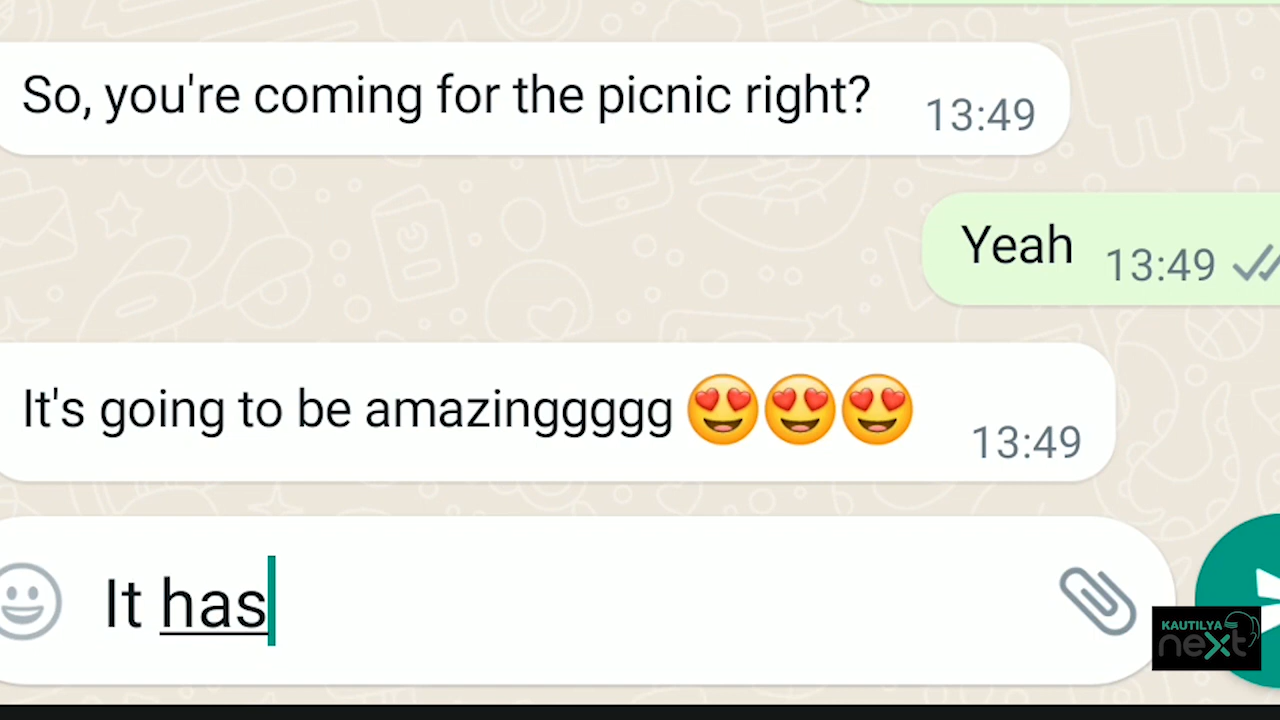 So, you're coming for the picnic right? 13:49
Yeah 13:49
It's going to be amazinggggg 😍😍😍 13:49
It has
KAUTILYA
next